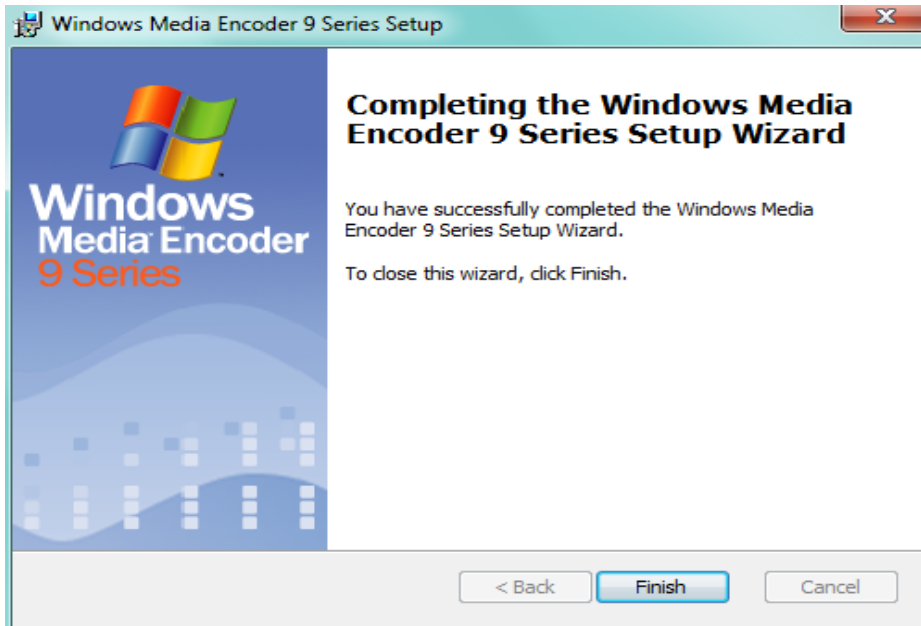 Windows Media Encoder 9 Series Setup
Windows
Media Encoder
9 Series
Completing the Windows Media
Encoder 9 Series Setup Wizard
You have successfully completed the Windows Media
Encoder 9 Series Setup Wizard.
To close this wizard, click Finish.
< Back
Finish
Cancel